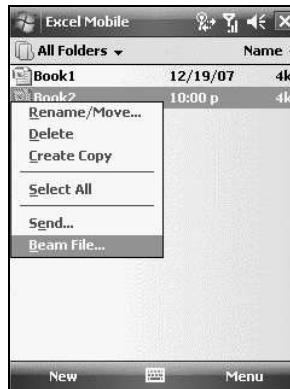 Excel Mobile
All Folders Name
Book1 12/19/07 4k
Book2 10:00 p 4k
Rename/Move...
Delete
Create Copy
Select All
Send...
Beam File...
New Menu